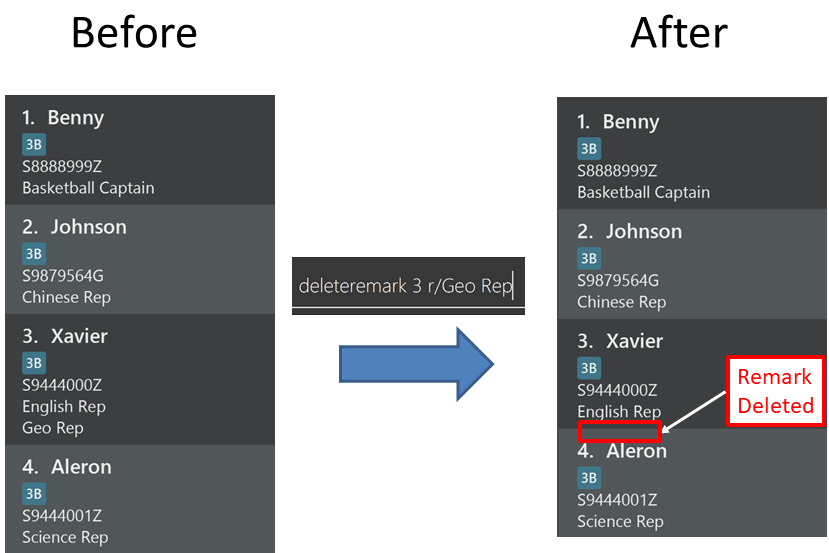 Before
After
1. Benny
3B
S8888999Z
Basketball Captain
2. Johnson
3B
S9879564G
Chinese Rep
3. Xavier
3B
S9444000Z
English Rep
Geo Rep
4. Aleron
3B
S9444001Z
Science Rep
deleteremark 3 r/Geo Rep
1. Benny
3B
S8888999Z
Basketball Captain
2. Johnson
3B
S9879564G
Chinese Rep
3. Xavier
3B
S9444000Z
English Rep
4. Aleron
3B
S9444001Z
Science Rep
Remark
Deleted